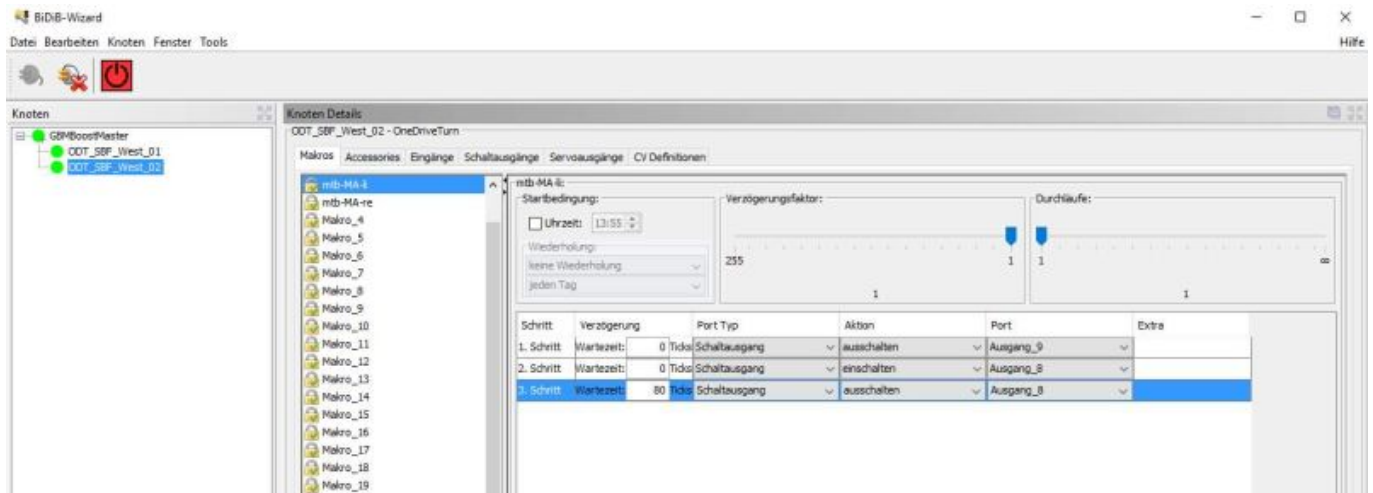 BiDiB-Wizard
Datei Bearbeiten Knoten Fenster Tools
Hilfe
Knoten
GBMBoostMaster
ODT_SBF_West_01
ODT_SBF_West_02
Knoten Details
ODT_SBF_West_02 - OneDriveTurn
Makros Accessories Eingänge Schaltausgänge Servoausgänge CV Definitionen
mtb-MA-li
mtb-MA-re
Makro_4
Makro_5
Makro_6
Makro_7
Makro_8
Makro_9
Makro_10
Makro_11
Makro_12
Makro_13
Makro_14
Makro_15
Makro_16
Makro_17
Makro_18
Makro_19
mtb-MA-li:
Startbedingung:
Uhrzeit: 13:55
Wiederholung:
keine Wiederholung
jeden Tag
Verzögerungsfaktor:
255 1
1
Durchläufe:
1 ∞
1
Schritt Verzögerung Port Typ Aktion Port Extra
1. Schritt Wartezeit: 0 Ticks Schaltausgang ausschalten Ausgang_9
2. Schritt Wartezeit: 0 Ticks Schaltausgang einschalten Ausgang_8
3. Schritt Wartezeit: 80 Ticks Schaltausgang ausschalten Ausgang_8